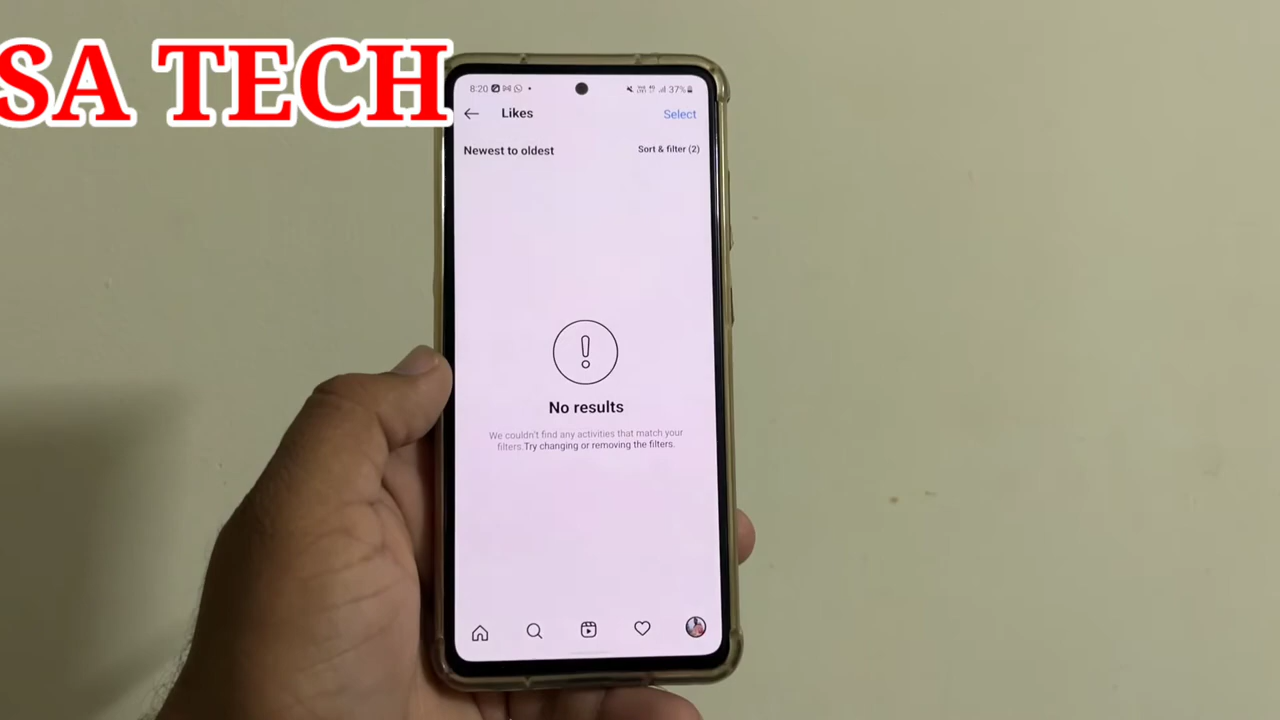 SA TECH
8:20 37%
Likes Select
Newest to oldest Sort & filter (2)
No results
We couldn't find any activities that match your
filters.Try changing or removing the filters.